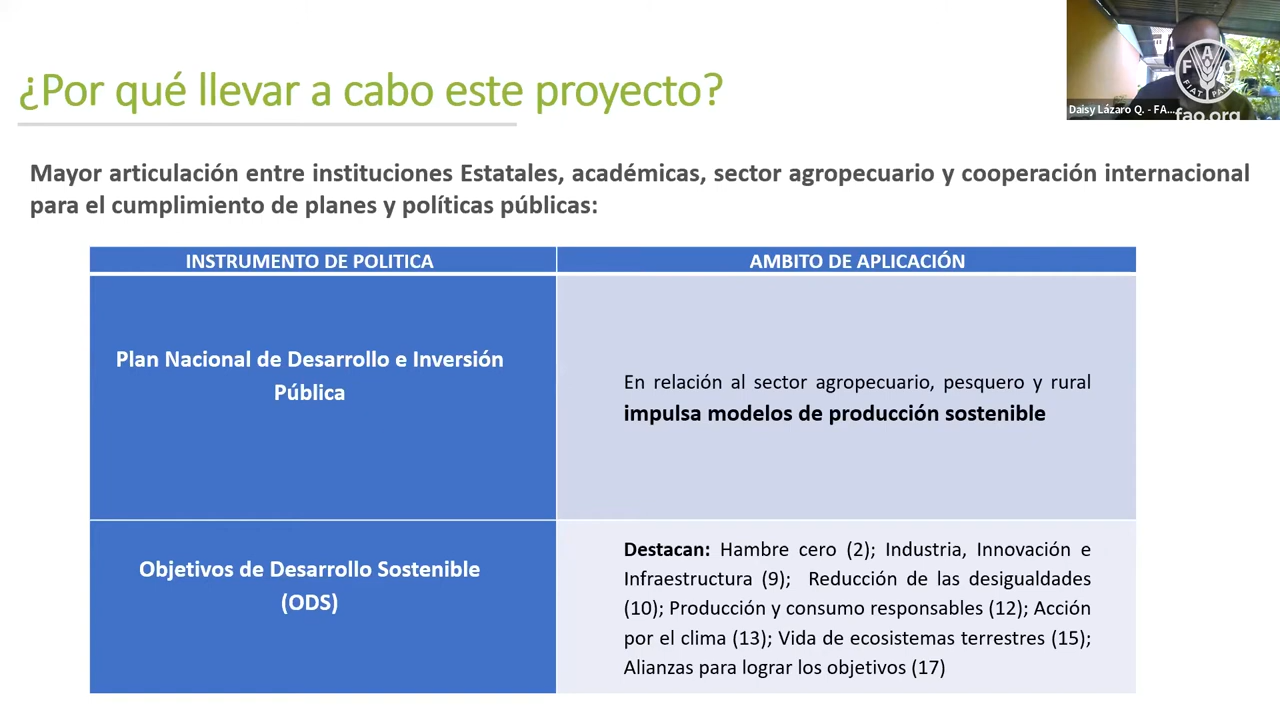 ¿Por qué llevar a cabo este proyecto?
Daisy Lázaro Q. - FA...
FAO
FIAT PANIS
fao.org
Mayor articulación entre instituciones Estatales, académicas, sector agropecuario y cooperación internacional
para el cumplimiento de planes y políticas públicas:
INSTRUMENTO DE POLITICA
AMBITO DE APLICACIÓN
Plan Nacional de Desarrollo e Inversión
Pública
En relación al sector agropecuario, pesquero y rural
impulsa modelos de producción sostenible
Objetivos de Desarrollo Sostenible
(ODS)
Destacan: Hambre cero (2); Industria, Innovación e
Infraestructura (9); Reducción de las desigualdades
(10); Producción y consumo responsables (12); Acción
por el clima (13); Vida de ecosistemas terrestres (15);
Alianzas para lograr los objetivos (17)